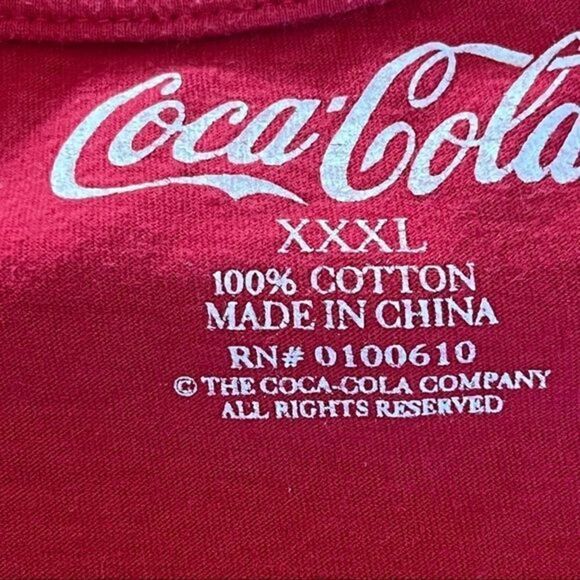 Coca-Cola
XXXL
100% COTTON
MADE IN CHINA
RN# 0100610
© THE COCA-COLA COMPANY
ALL RIGHTS RESERVED